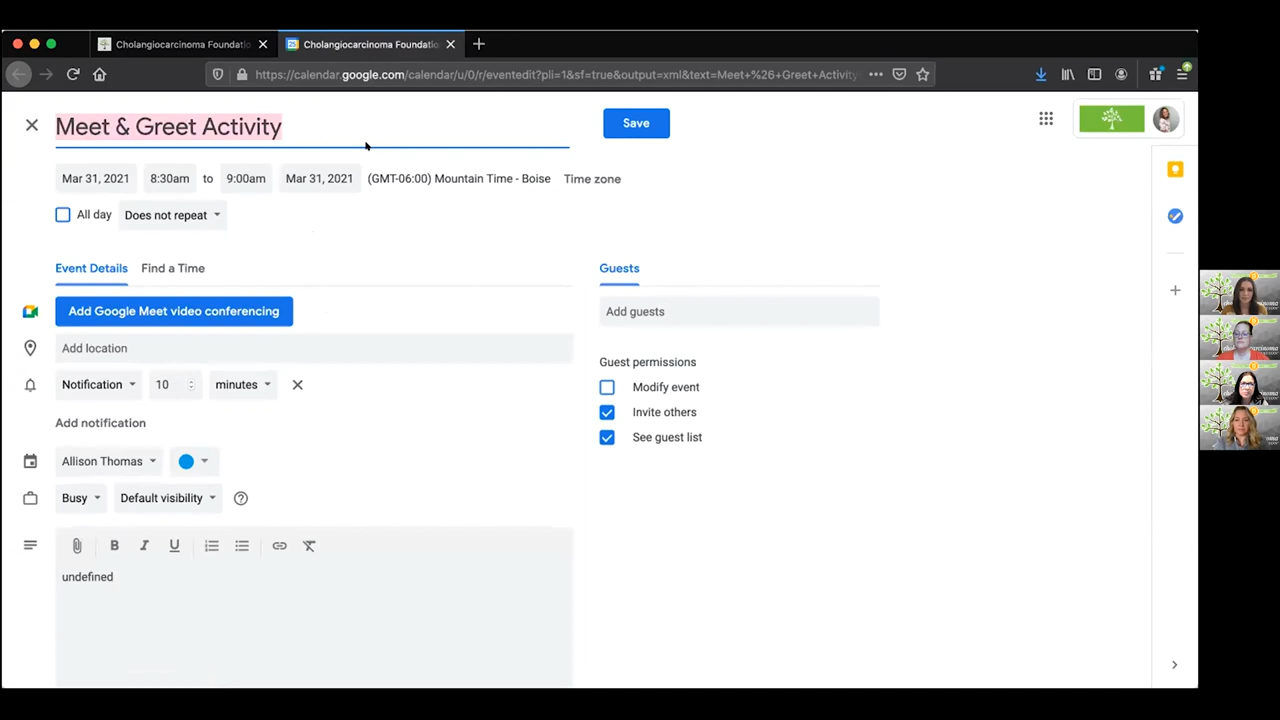 Cholangiocarcinoma Foundatio
Cholangiocarcinoma Foundatio
https://calendar.google.com/calendar/u/0/r/eventedit?pli=1&sf=true&output=xml&text=Meet+%26+Greet+Activity
Meet & Greet Activity
Save
Mar 31, 2021 8:30am to 9:00am Mar 31, 2021 (GMT-06:00) Mountain Time - Boise Time zone
All day Does not repeat
Event Details Find a Time
Guests
Add Google Meet video conferencing
Add guests
Add location
Guest permissions
Notification 10 minutes
Modify event
Invite others
Add notification
See guest list
Allison Thomas
Busy Default visibility
B I U
undefined